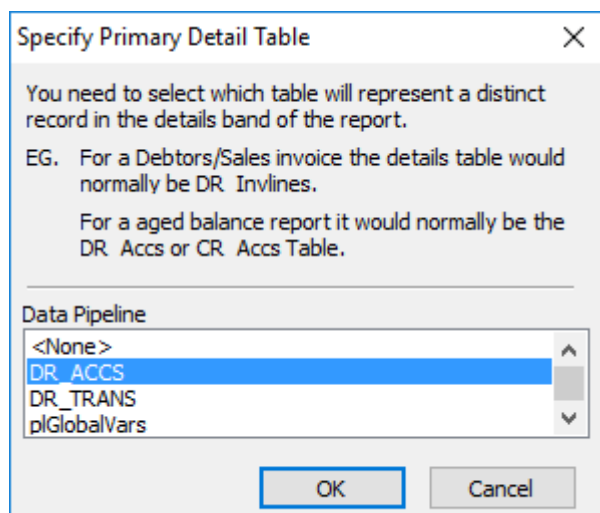 Specify Primary Detail Table
You need to select which table will represent a distinct
record in the details band of the report.
EG. For a Debtors/Sales invoice the details table would
normally be DR Invlines.
For a aged balance report it would normally be the
DR Accs or CR Accs Table.
Data Pipeline
<None>
DR_ACCS
DR_TRANS
plGlobalVars
OK
Cancel